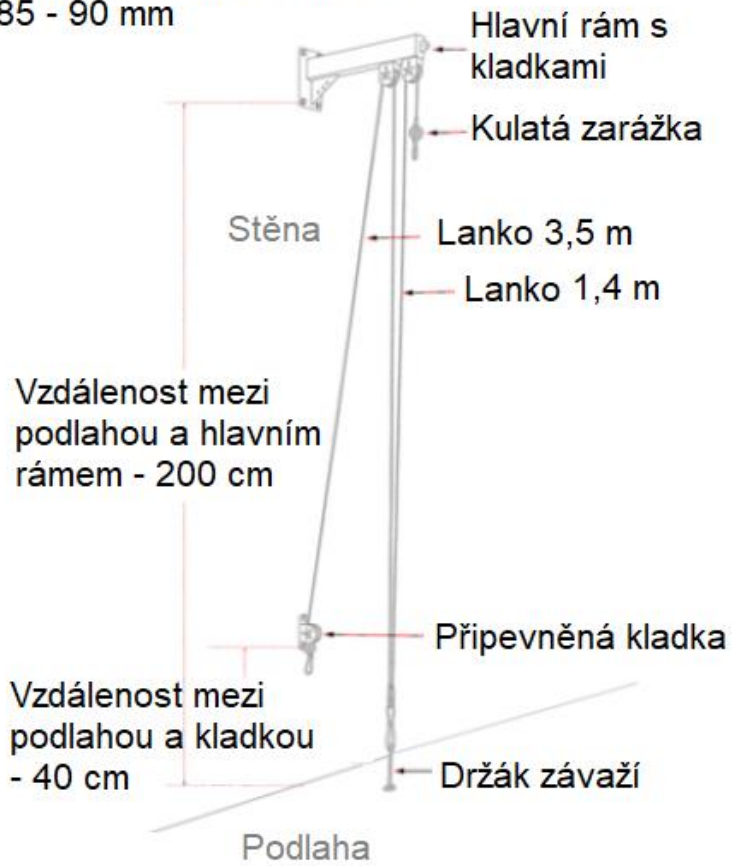 85 - 90 mm
Hlavní rám s
kladkami
Kulatá zarážka
Stěna
Lanko 3,5 m
Lanko 1,4 m
Vzdálenost mezi
podlahou a hlavním
rámem - 200 cm
Připevněná kladka
Vzdálenost mezi
podlahou a kladkou
- 40 cm
Držák závaží
Podlaha